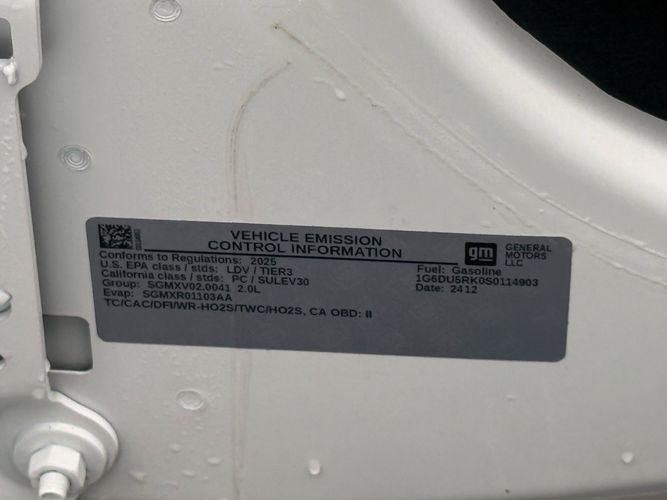 VEHICLE EMISSION
CONTROL INFORMATION
gm
GENERAL
MOTORS
LLC
Conforms to Regulations: 2025
U.S. EPA class / stds: LDV / TIER3
California class / stds: PC / SULEV30
Group: SGMXV02.0041 2.0L
Evap: SGMXR01103AA
TC/CAC/DFI/WR-HO2S/TWC/HO2S, CA OBD: II
Fuel: Gasoline
1G6DU5RK0S0114903
Date: 2412